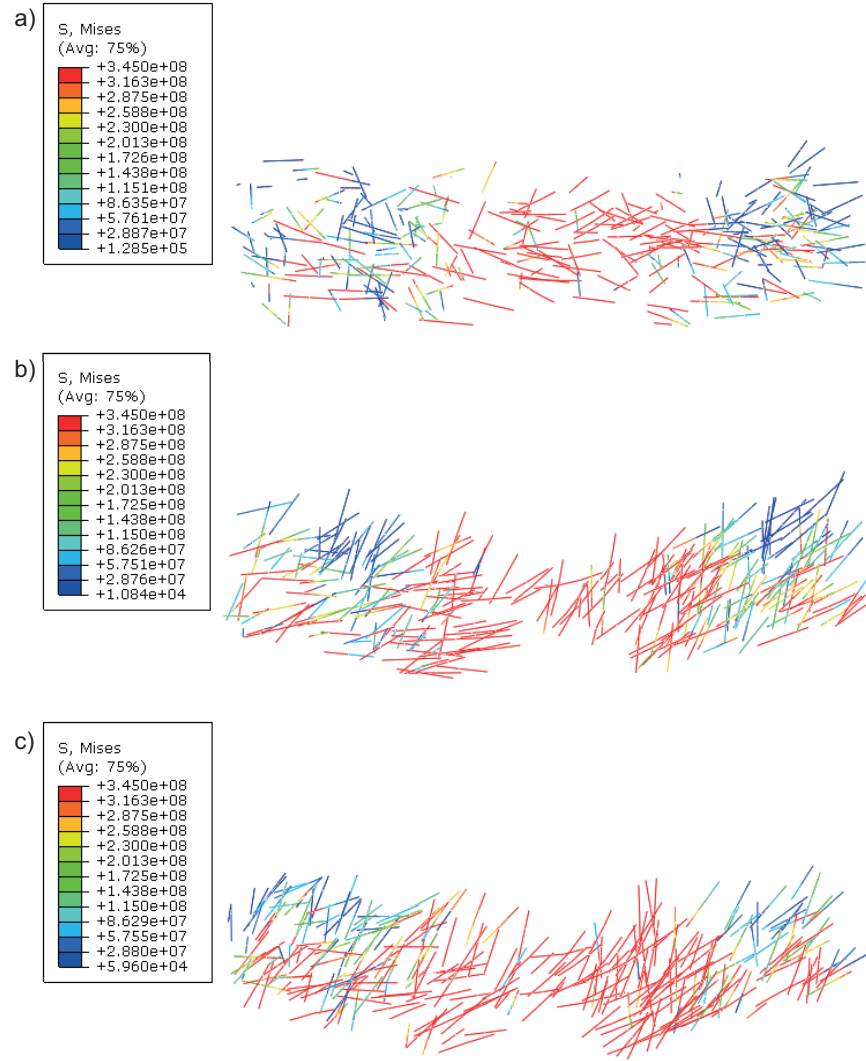 a)
S, Mises
(Avg: 75%)
+3.450e+08
+3.163e+08
+2.875e+08
+2.588e+08
+2.300e+08
+2.013e+08
+1.726e+08
+1.438e+08
+1.151e+08
+8.635e+07
+5.761e+07
+2.887e+07
+1.285e+05
b)
S, Mises
(Avg: 75%)
+3.450e+08
+3.163e+08
+2.875e+08
+2.588e+08
+2.300e+08
+2.013e+08
+1.725e+08
+1.438e+08
+1.150e+08
+8.626e+07
+5.751e+07
+2.876e+07
+1.084e+04
c)
S, Mises
(Avg: 75%)
+3.450e+08
+3.163e+08
+2.875e+08
+2.588e+08
+2.300e+08
+2.013e+08
+1.725e+08
+1.438e+08
+1.150e+08
+8.629e+07
+5.755e+07
+2.880e+07
+5.960e+04